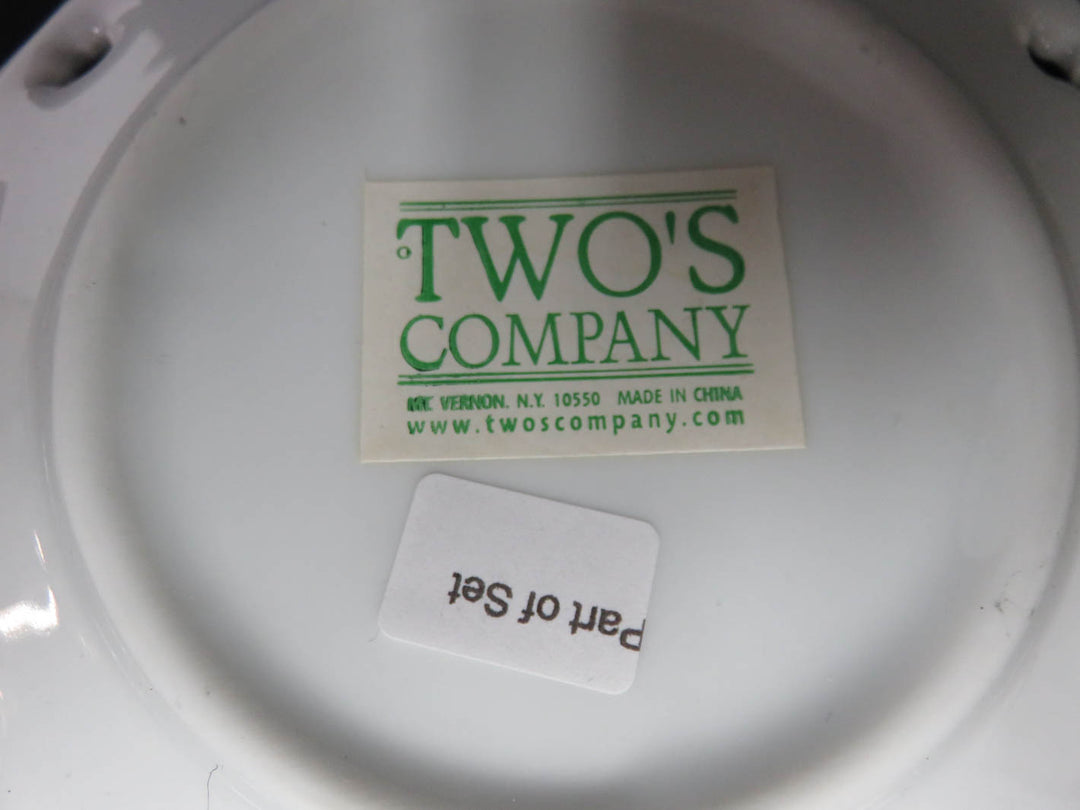 TWO'S
COMPANY
MT. VERNON, N.Y. 10550 MADE IN CHINA
www.twoscompany.com
Part of Set